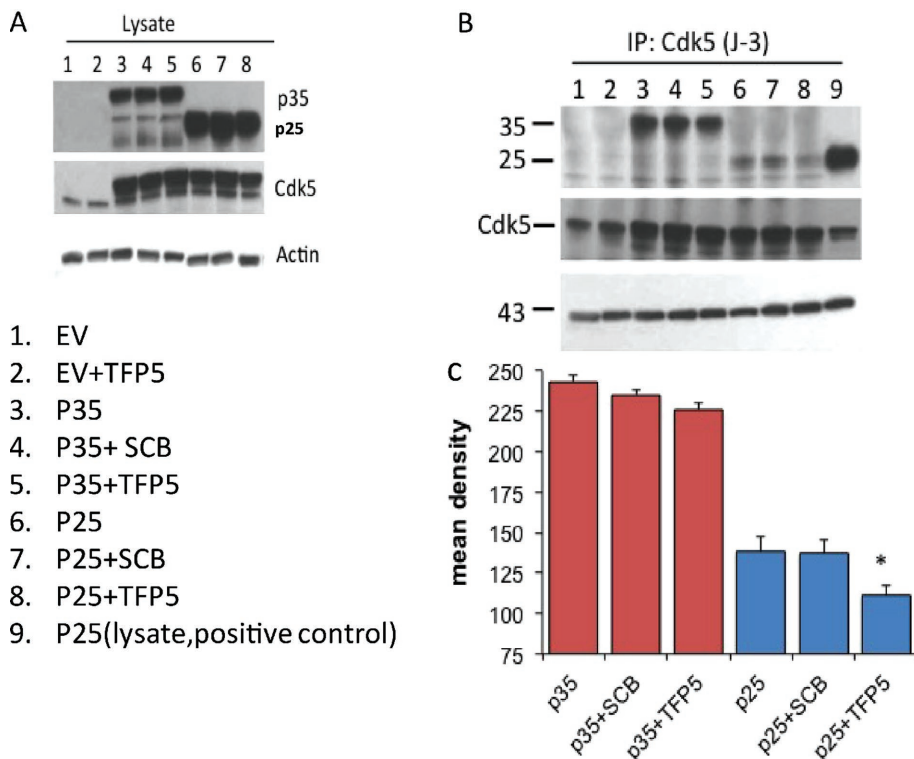 A
Lysate
1 2 3 4 5 6 7 8
p35
p25
Cdk5
Actin
1. EV
2. EV+TFP5
3. P35
4. P35+ SCB
5. P35+TFP5
6. P25
7. P25+SCB
8. P25+TFP5
9. P25(lysate,positive control)
B
IP: Cdk5 (J-3)
1 2 3 4 5 6 7 8 9
35
25
Cdk5
43
C
mean density
250
225
200
150
125
100
75
*
p35
p35+SCB
p35+TFP5
p25
p25+SCB
p25+TFP5